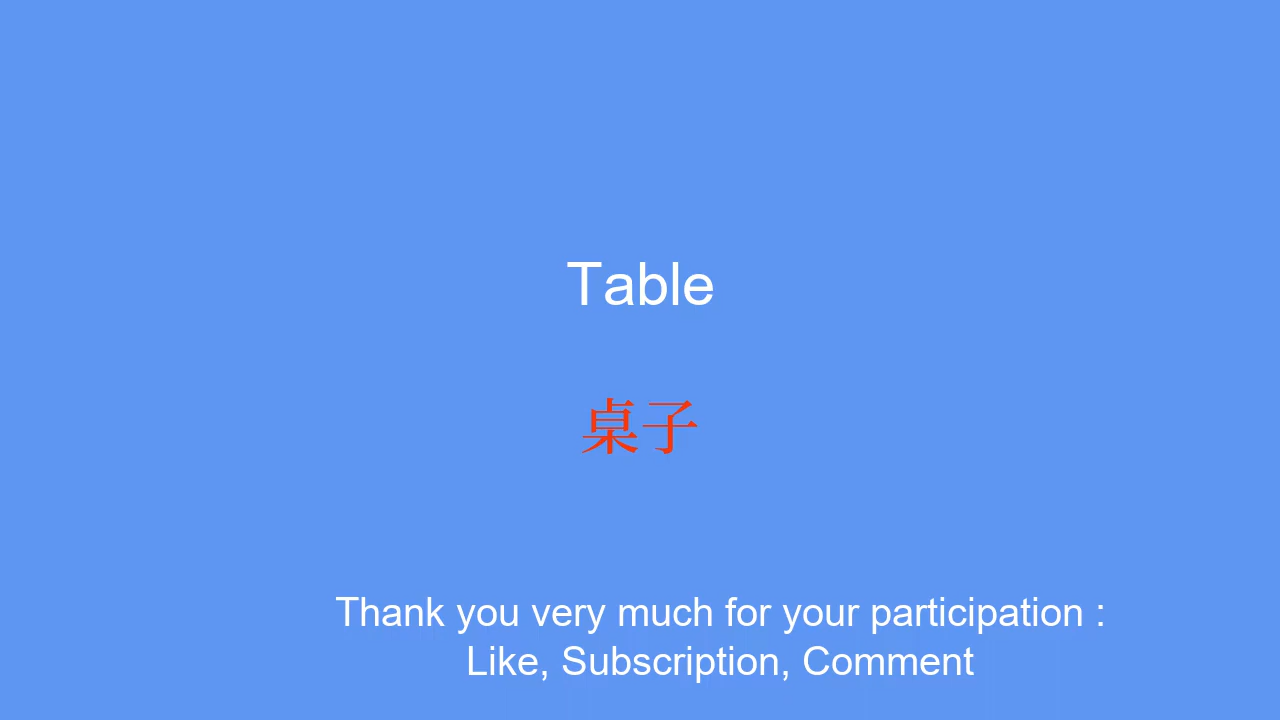 Table
桌子
Thank you very much for your participation :
Like, Subscription, Comment